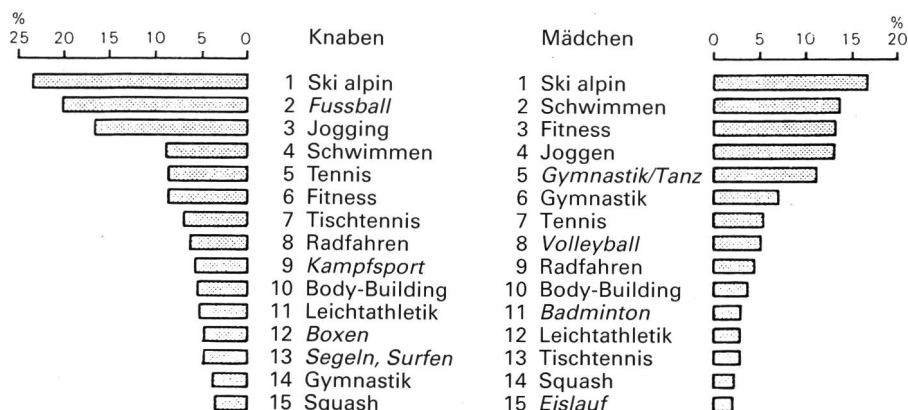 % %
25 20 15 10 5 0 Knaben Mädchen 0 5 10 15 20
1 Ski alpin 1 Ski alpin
2 Fussball 2 Schwimmen
3 Jogging 3 Fitness
4 Schwimmen 4 Joggen
5 Tennis 5 Gymnastik/Tanz
6 Fitness 6 Gymnastik
7 Tischtennis 7 Tennis
8 Radfahren 8 Volleyball
9 Kampfsport 9 Radfahren
10 Body-Building 10 Body-Building
11 Leichtathletik 11 Badminton
12 Boxen 12 Leichtathletik
13 Segeln, Surfen 13 Tischtennis
14 Gymnastik 14 Squash
15 Squash 15 Eislauf